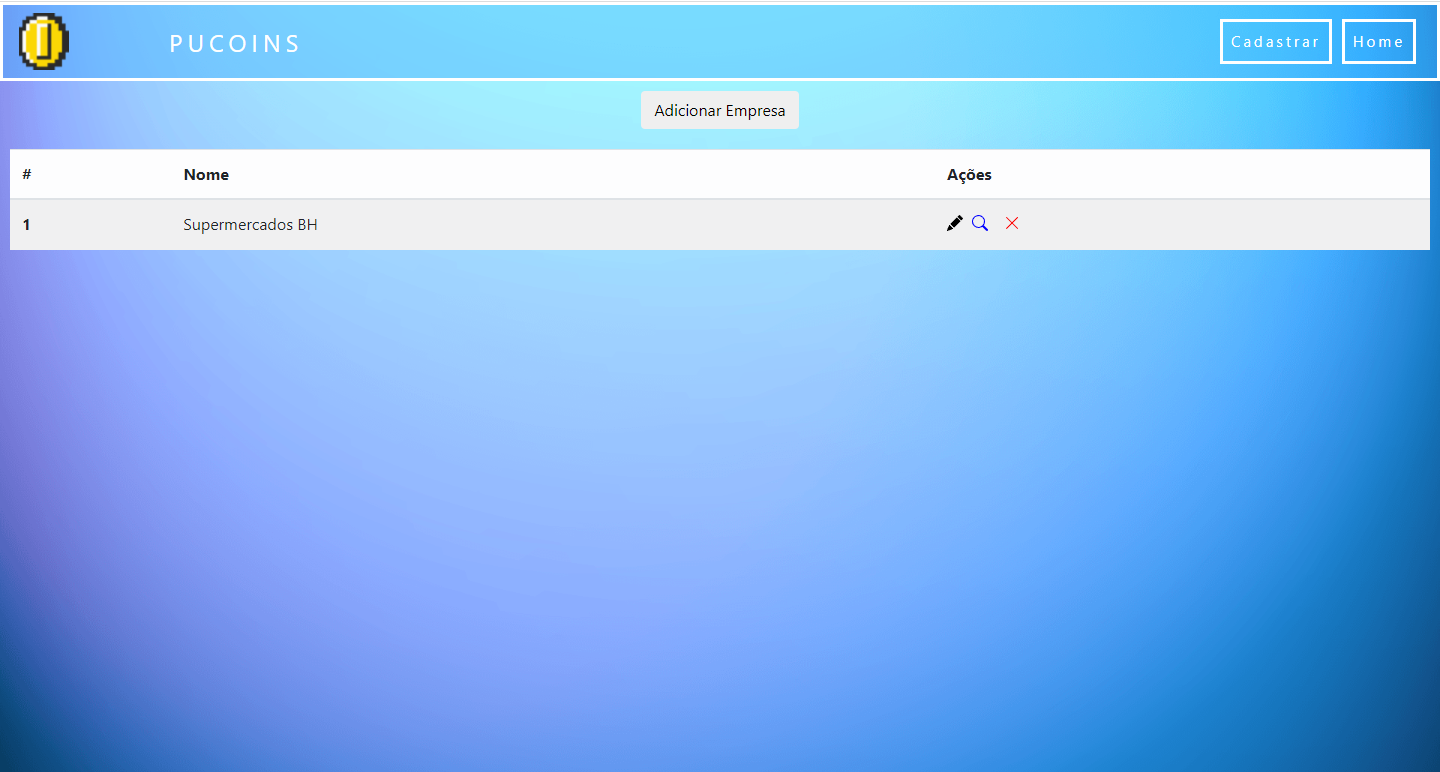 PUCOINS
Cadastrar
Home
Adicionar Empresa
# Nome Ações
1 Supermercados BH